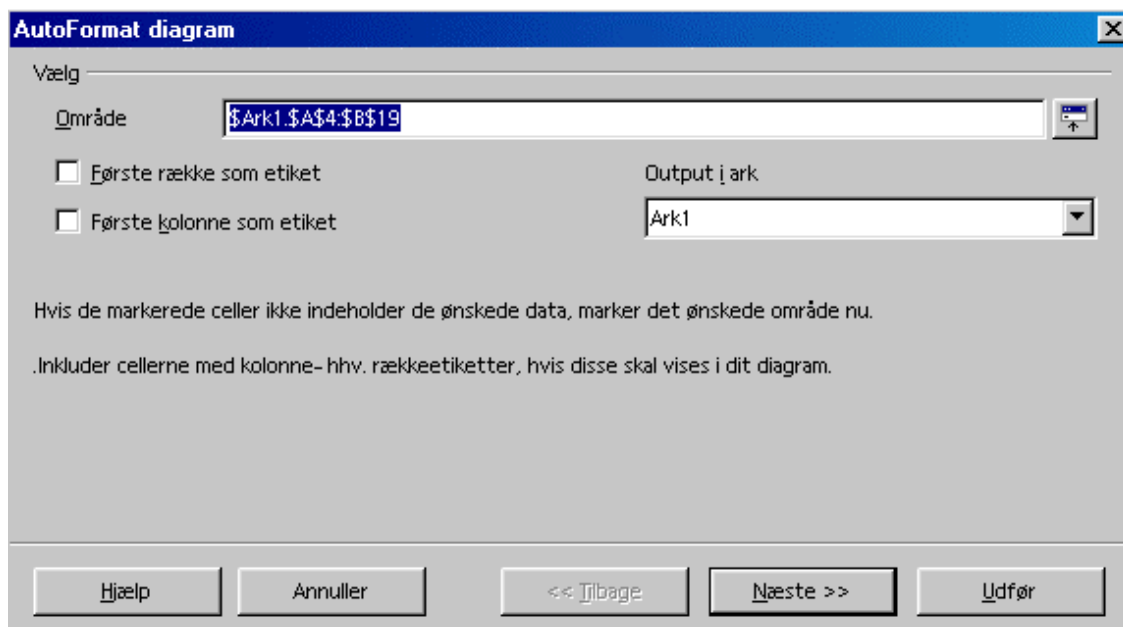 AutoFormat diagram
Vælg
Område $Ark1.$A$4:$B$19
Første række som etiket
Output i ark
Første kolonne som etiket
Ark1
Hvis de markerede celler ikke indeholder de ønskede data, marker det ønskede område nu.
.Inkluder cellerne med kolonne- hhv. rækkeetiketter, hvis disse skal vises i dit diagram.
Hjælp Annuller << Tilbage Næste >> Udfør